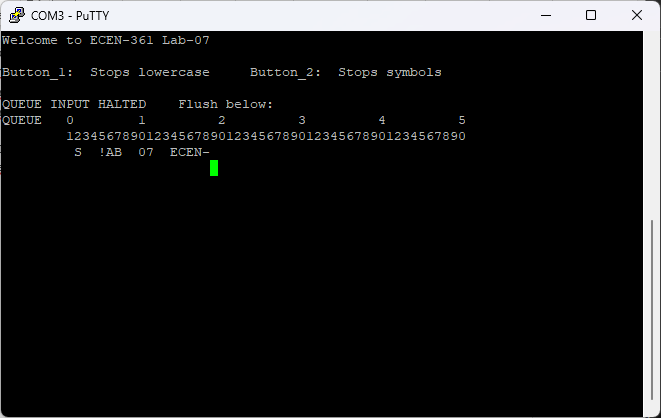 COM3 - PuTTY
Welcome to ECEN-361 Lab-07
Button_1:  Stops lowercase     Button_2:  Stops symbols
QUEUE INPUT HALTED    Flush below:
QUEUE   0        1         2         3         4         5
        12345678901234567890123456789012345678901234567890
         S  !AB  07  ECEN-